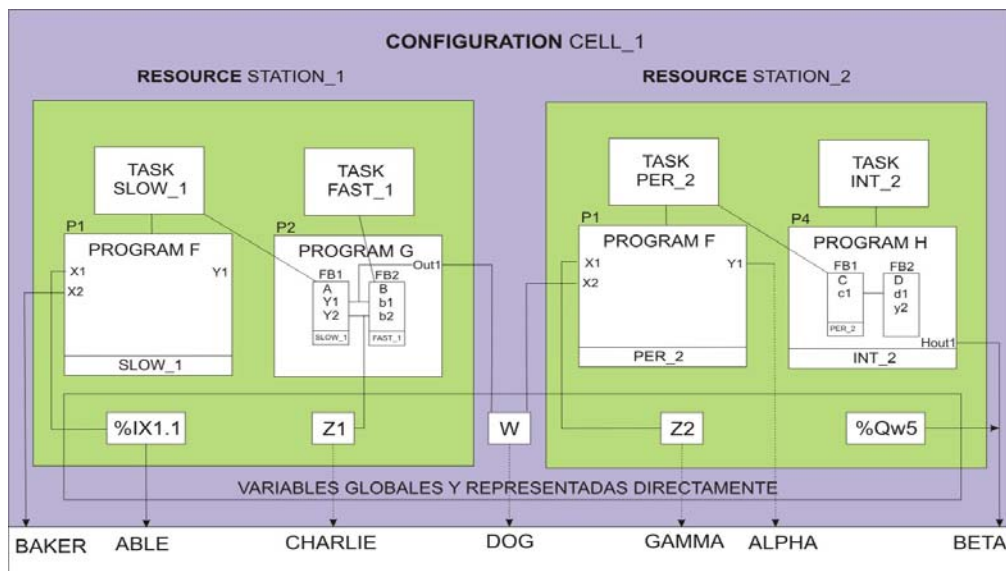 CONFIGURATION CELL_1
RESOURCE STATION_1
RESOURCE STATION_2
TASK
SLOW_1
TASK
FAST_1
TASK
PER_2
TASK
INT_2
P1
PROGRAM F
X1
Y1
X2
SLOW_1
P2
PROGRAM G
Out1
FB1
A
Y1
Y2
SLOW_1
FB2
B
b1
b2
FAST_1
P1
PROGRAM F
X1
Y1
X2
PER_2
P4
PROGRAM H
FB1
C
c1
PER_2
FB2
D
d1
y2
Hout1
INT_2
%IX1.1
Z1
W
Z2
%Qw5
VARIABLES GLOBALES Y REPRESENTADAS DIRECTAMENTE
BAKER ABLE CHARLIE DOG GAMMA ALPHA BETA